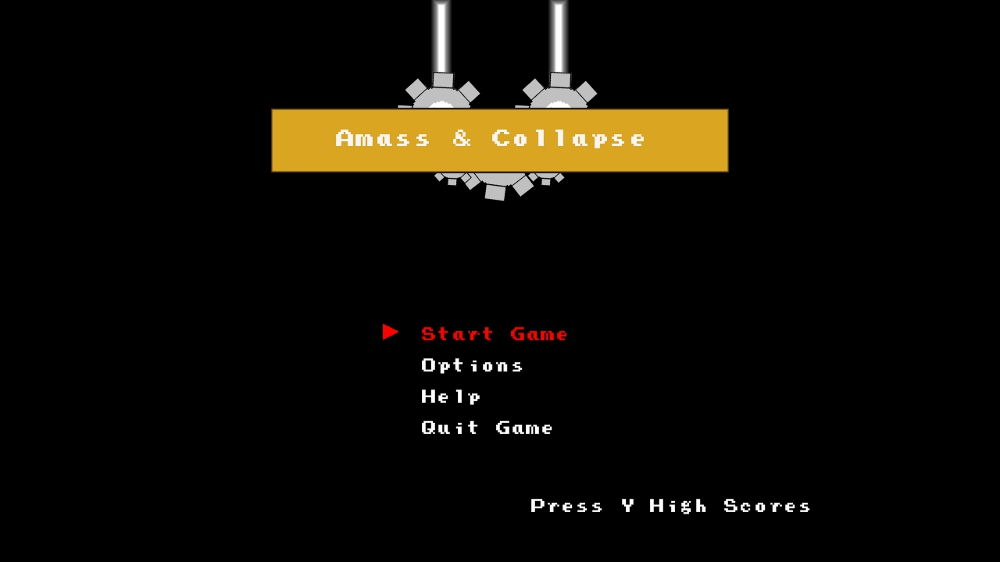 Amass & Collapse
Start Game
Options
Help
Quit Game
Press Y High Scores